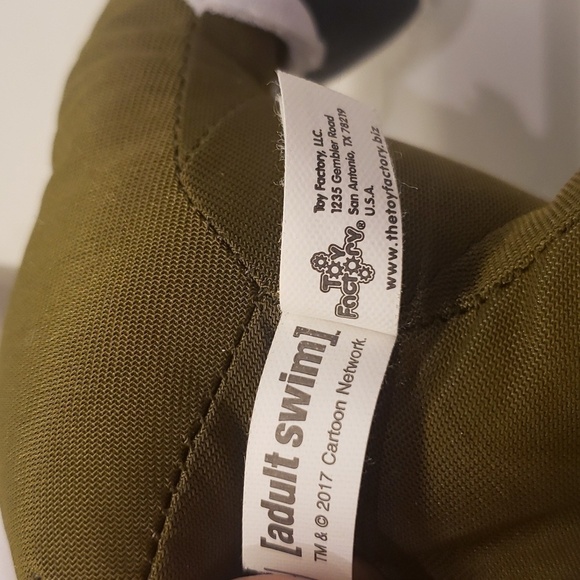 Toy Factory, LLC.
1235 Gembler Road
San Antonio, TX 78219
U.S.A.
www.thetoyfactory.biz
TOY
FACTORY®
[adult swim]™
TM & © 2017 Cartoon Network.